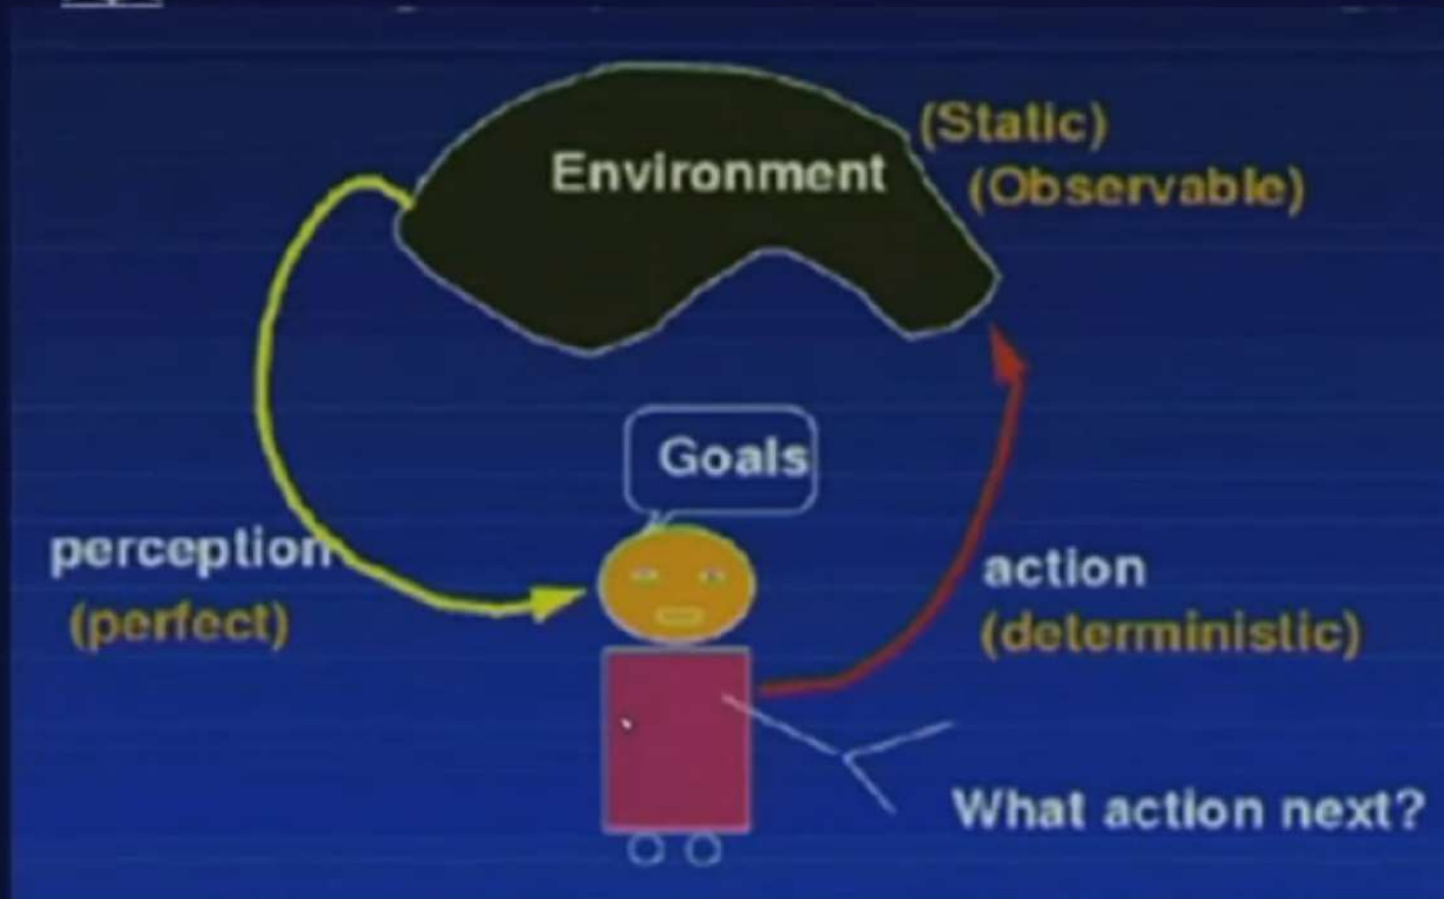 Environment
(Static)
(Observable)
Goals
perception
(perfect)
action
(deterministic)
What action next?